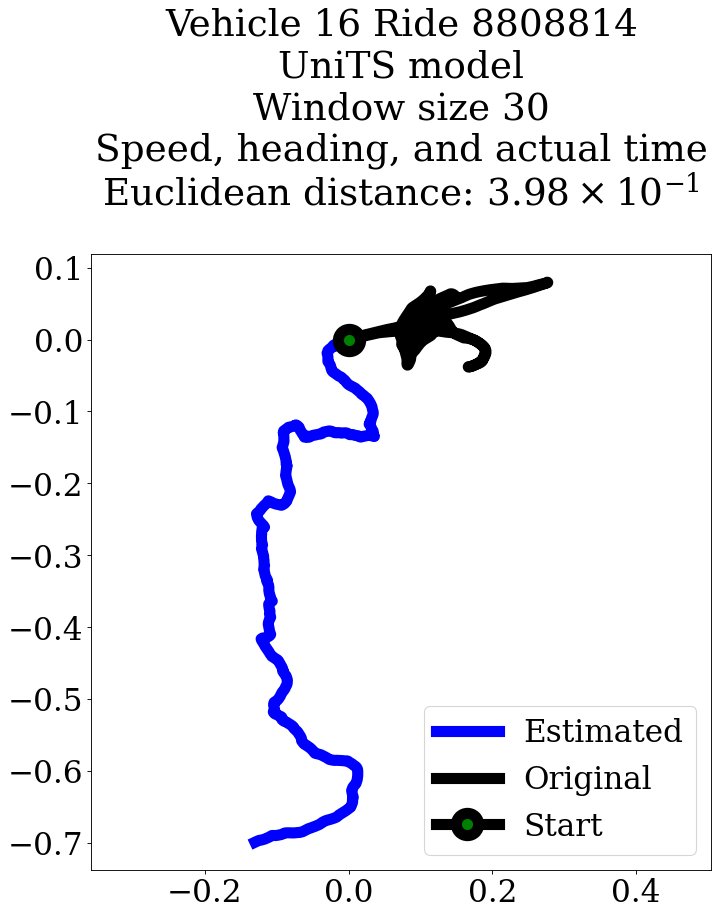 Vehicle 16 Ride 8808814
UniTS model
Window size 30
Speed, heading, and actual time
Euclidean distance: 3.98 × 10⁻¹
0.1
0.0
−0.1
−0.2
−0.3
−0.4
−0.5
−0.6
−0.7
−0.2
0.0
0.2
0.4
Estimated
Original
Start